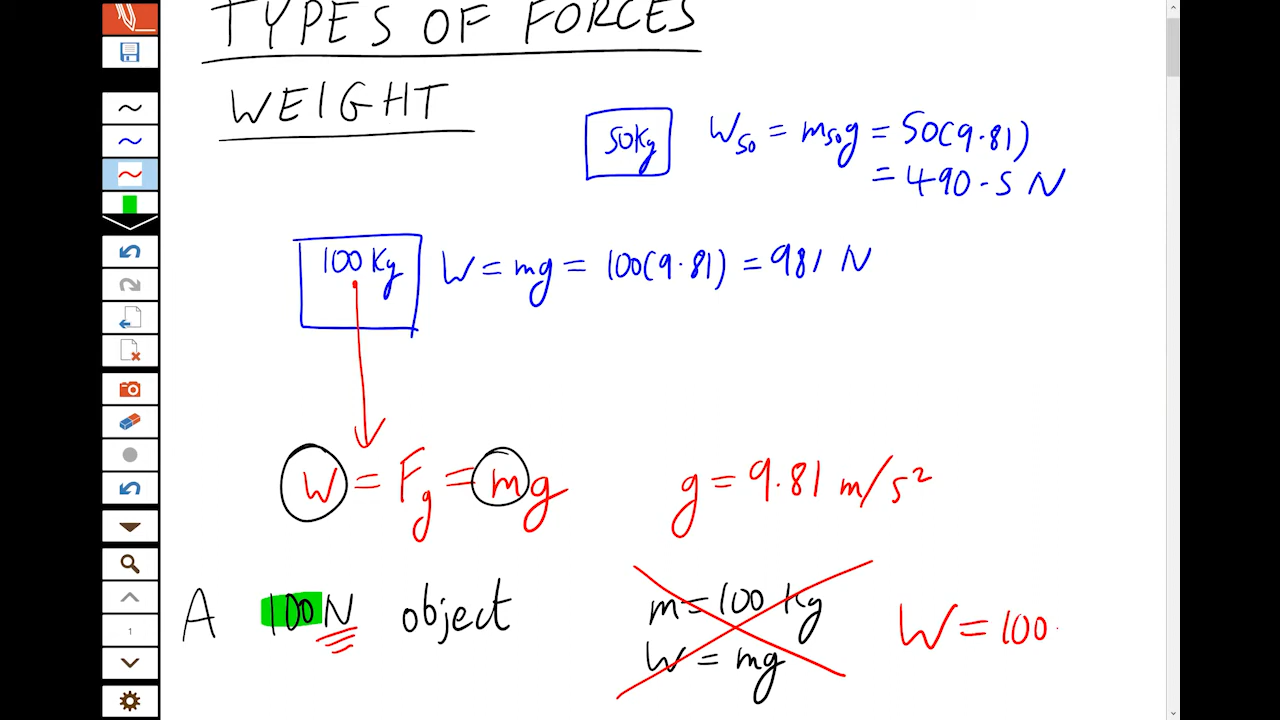 TYPES OF FORCES
WEIGHT
50Kg W50 = m50g = 50(9.81)
= 490.5 N
100 Kg W = mg = 100(9.81) = 981 N
W = Fg = mg g = 9.81 m/s²
A 100N object m = 100 Kg W = 100
W = mg
1